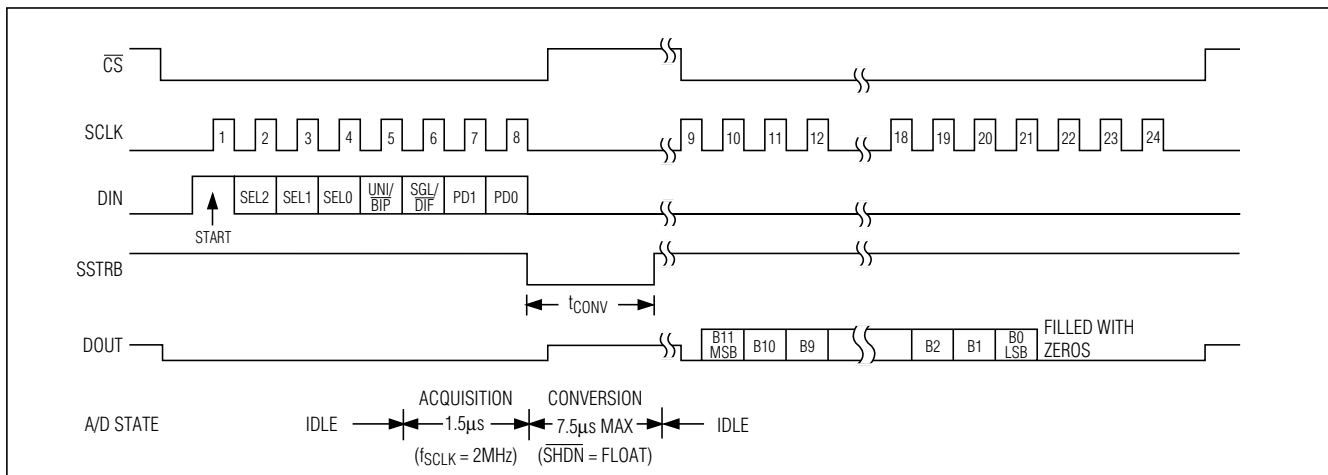 CS
SCLK
1 2 3 4 5 6 7 8 9 10 11 12 18 19 20 21 22 23 24
DIN
SEL2 SEL1 SEL0 UNI/BIP SGL/DIF PD1 PD0
START
SSTRB
tCONV
DOUT
B11 MSB B10 B9 B2 B1 B0 LSB FILLED WITH ZEROS
A/D STATE
IDLE
ACQUISITION
1.5µs
(fSCLK = 2MHz)
CONVERSION
7.5µs MAX
(SHDN = FLOAT)
IDLE